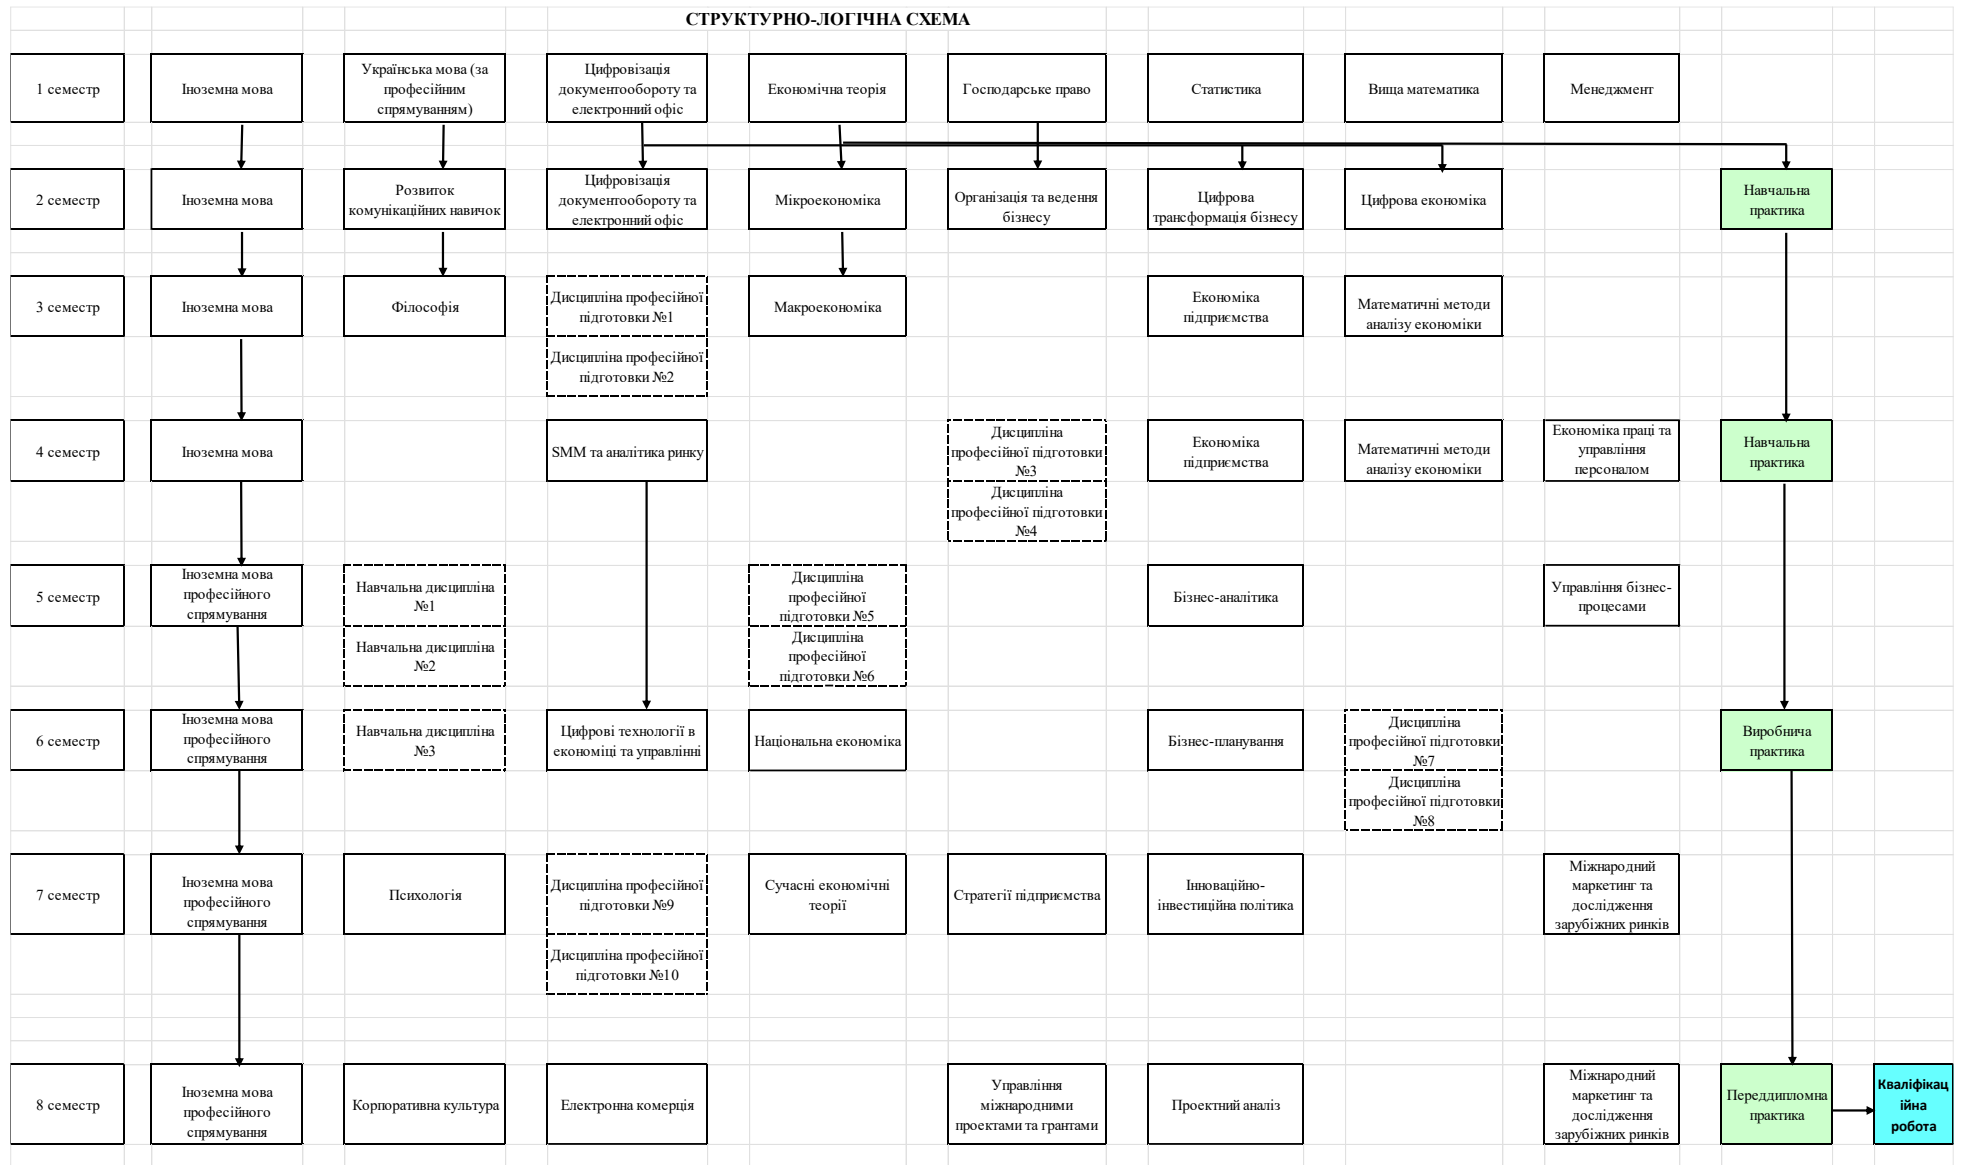 СТРУКТУРНО-ЛОГІЧНА СХЕМА
1 семестр
Іноземна мова
Українська мова (за
професійним
спрямуванням)
Цифровізація
документообороту та
електронний офіс
Економічна теорія
Господарське право
Статистика
Вища математика
Менеджмент
2 семестр
Іноземна мова
Розвиток
комунікаційних навичок
Цифровізація
документообороту та
електронний офіс
Мікроекономіка
Організація та ведення
бізнесу
Цифрова
трансформація бізнесу
Цифрова економіка
Навчальна
практика
3 семестр
Іноземна мова
Філософія
Дисципліна професійної
підготовки №1
Дисципліна професійної
підготовки №2
Макроекономіка
Економіка
підприємства
Математичні методи
аналізу економіки
4 семестр
Іноземна мова
SMM та аналітика ринку
Дисципліна
професійної підготовки
№3
Дисципліна
професійної підготовки
№4
Економіка
підприємства
Математичні методи
аналізу економіки
Економіка праці та
управління
персоналом
Навчальна
практика
5 семестр
Іноземна мова
професійного
спрямування
Навчальна дисципліна
№1
Навчальна дисципліна
№2
Дисципліна
професійної
підготовки №5
Дисципліна
професійної
підготовки №6
Бізнес-аналітика
Управління бізнес-
процесами
6 семестр
Іноземна мова
професійного
спрямування
Навчальна дисципліна
№3
Цифрові технології в
економіці та управлінні
Національна економіка
Бізнес-планування
Дисципліна
професійної підготовки
№7
Дисципліна
професійної підготовки
№8
Виробнича
практика
7 семестр
Іноземна мова
професійного
спрямування
Психологія
Дисципліна професійної
підготовки №9
Дисципліна професійної
підготовки №10
Сучасні економічні
теорії
Стратегії підприємства
Інноваційно-
інвестиційна політика
Міжнародний
маркетинг та
дослідження
зарубіжних ринків
8 семестр
Іноземна мова
професійного
спрямування
Корпоративна культура
Електронна комерція
Управління
міжнародними
проектами та грантами
Проектний аналіз
Міжнародний
маркетинг та
дослідження
зарубіжних ринків
Переддипломна
практика
Кваліфікац
ійна
робота